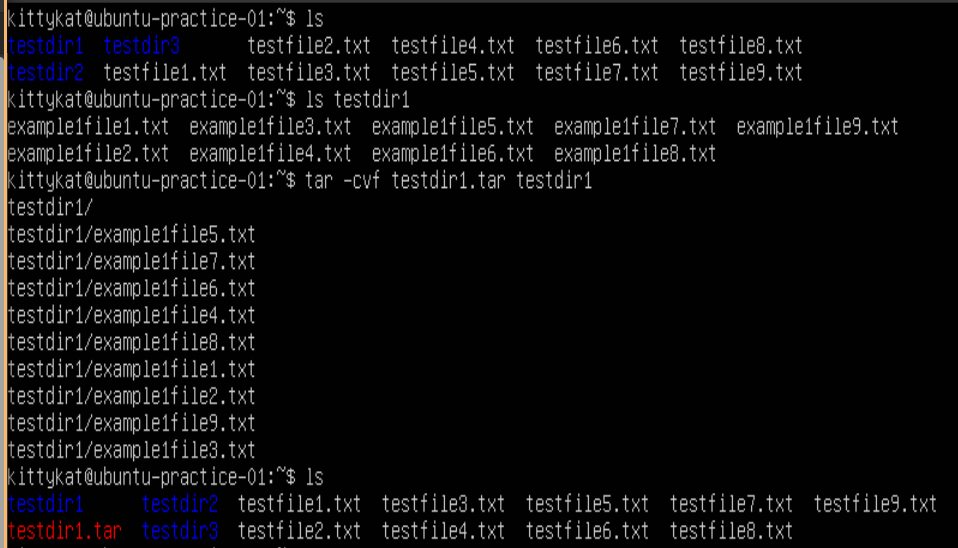 kittykat@ubuntu-practice-01:~$ ls
testdir1  testdir3       testfile2.txt  testfile4.txt  testfile6.txt  testfile8.txt
testdir2  testfile1.txt  testfile3.txt  testfile5.txt  testfile7.txt  testfile9.txt
kittykat@ubuntu-practice-01:~$ ls testdir1
example1file1.txt  example1file3.txt  example1file5.txt  example1file7.txt  example1file9.txt
example1file2.txt  example1file4.txt  example1file6.txt  example1file8.txt
kittykat@ubuntu-practice-01:~$ tar -cvf testdir1.tar testdir1
testdir1/
testdir1/example1file5.txt
testdir1/example1file7.txt
testdir1/example1file6.txt
testdir1/example1file4.txt
testdir1/example1file8.txt
testdir1/example1file1.txt
testdir1/example1file2.txt
testdir1/example1file9.txt
testdir1/example1file3.txt
kittykat@ubuntu-practice-01:~$ ls
testdir1      testdir2  testfile1.txt  testfile3.txt  testfile5.txt  testfile7.txt  testfile9.txt
testdir1.tar  testdir3  testfile2.txt  testfile4.txt  testfile6.txt  testfile8.txt